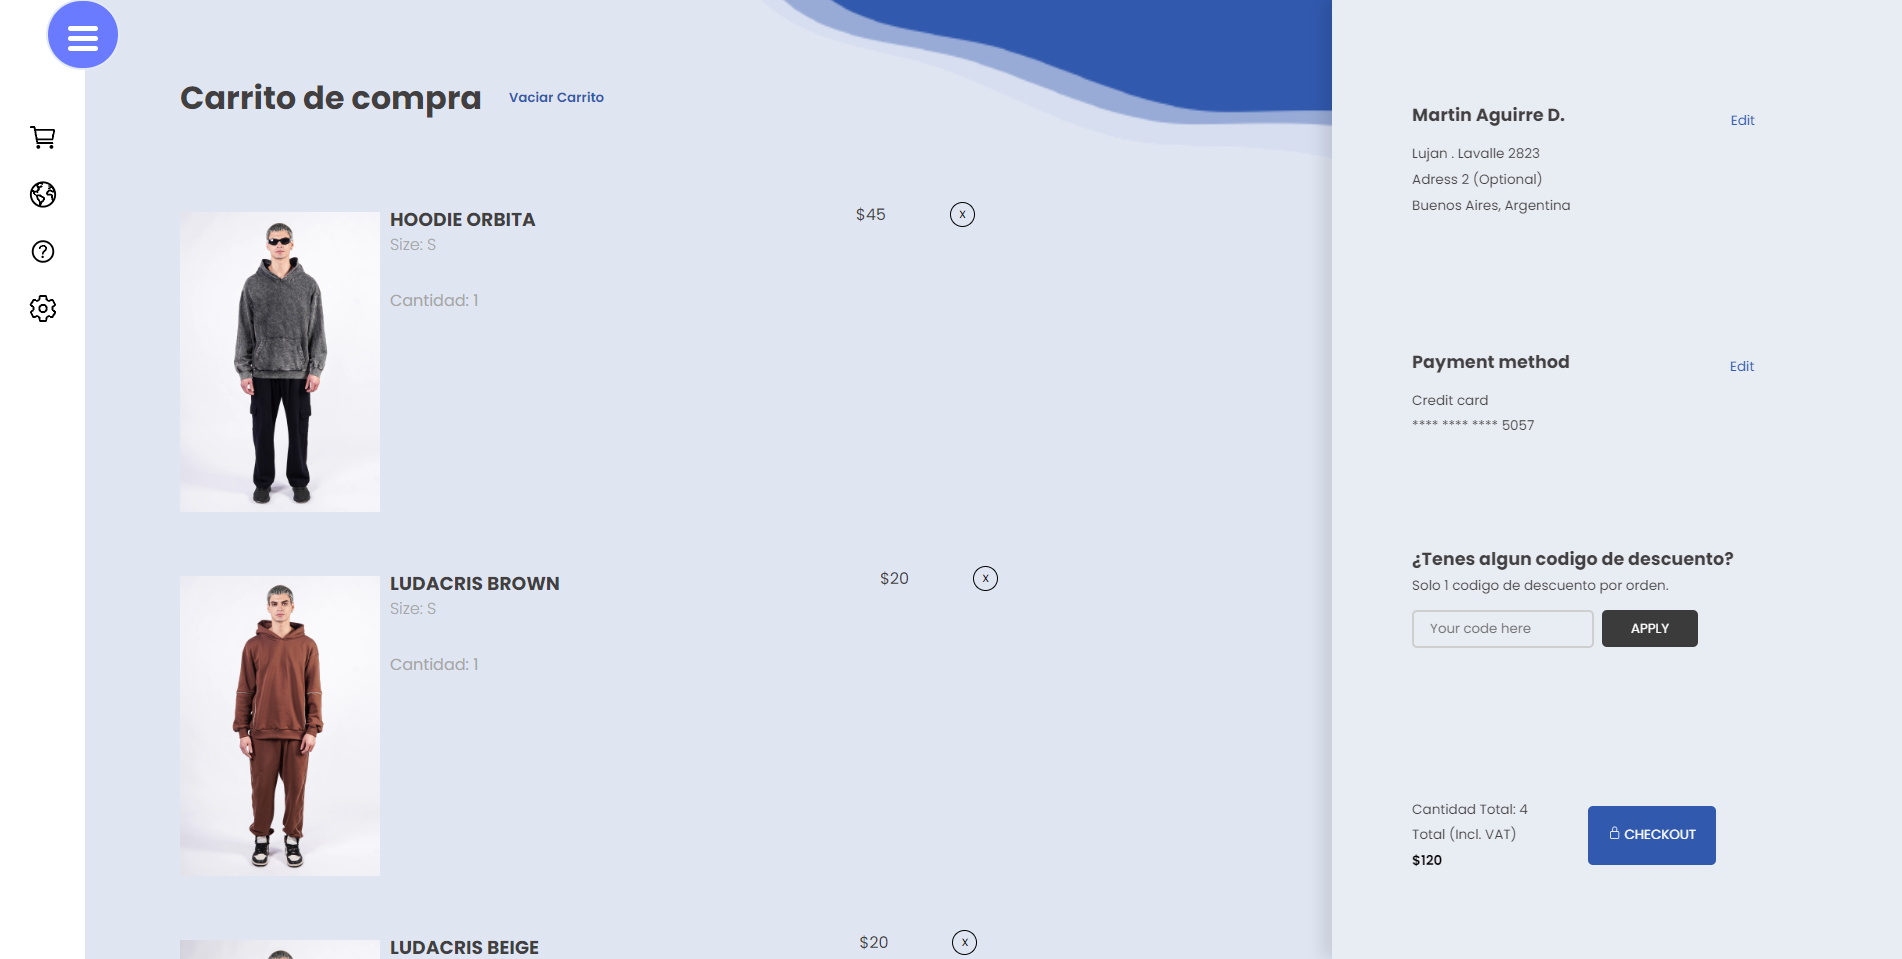 Carrito de compra
Vaciar Carrito
HOODIE ORBITA
Size: S
Cantidad: 1
$45
x
LUDACRIS BROWN
Size: S
Cantidad: 1
$20
x
LUDACRIS BEIGE
$20
x
Martin Aguirre D.
Edit
Lujan . Lavalle 2823
Adress 2 (Optional)
Buenos Aires, Argentina
Payment method
Edit
Credit card
**** **** **** 5057
¿Tenes algun codigo de descuento?
Solo 1 codigo de descuento por orden.
Your code here
APPLY
Cantidad Total: 4
Total (Incl. VAT)
$120
CHECKOUT